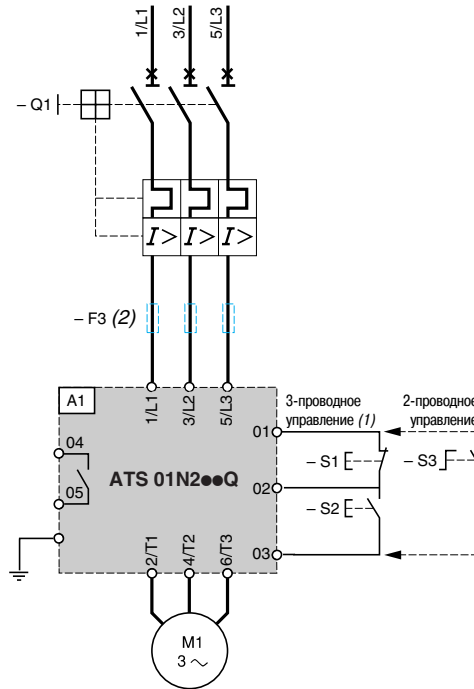 1/L1 3/L2 5/L3
– Q1
I> I> I>
– F3 (2)
A1
1/L1 3/L2 5/L3
3-проводное
управление (1)
2-проводное
управление
01
04
– S1
– S3
ATS 01N2●●Q
05
02
– S2
2/T1 4/T2 6/T3
03
M1
3 ~